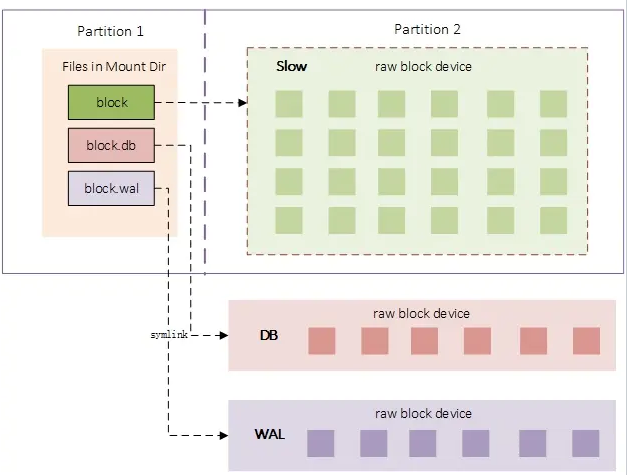 Partition 1
Partition 2
Files in Mount Dir
Slow
raw block device
block
block.db
block.wal
raw block device
symlink
DB
raw block device
WAL